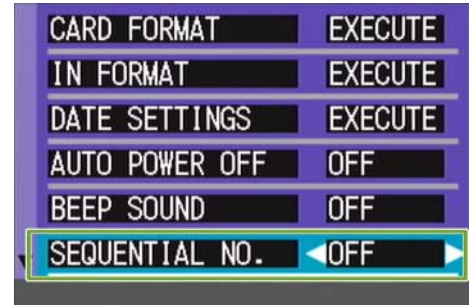 CARD FORMAT EXECUTE
IN FORMAT EXECUTE
DATE SETTINGS EXECUTE
AUTO POWER OFF OFF
BEEP SOUND OFF
SEQUENTIAL NO. OFF